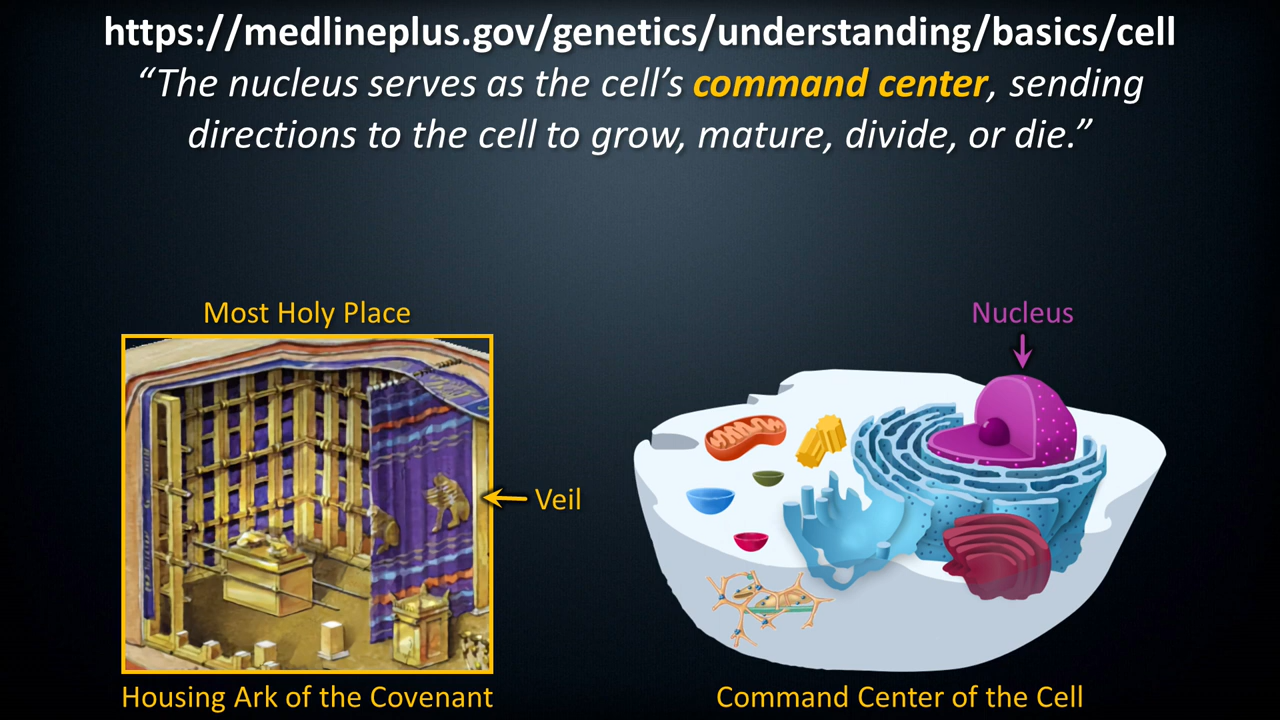 https://medlineplus.gov/genetics/understanding/basics/cell
“The nucleus serves as the cell’s command center, sending
directions to the cell to grow, mature, divide, or die.”
Most Holy Place
Nucleus
Veil
Housing Ark of the Covenant
Command Center of the Cell